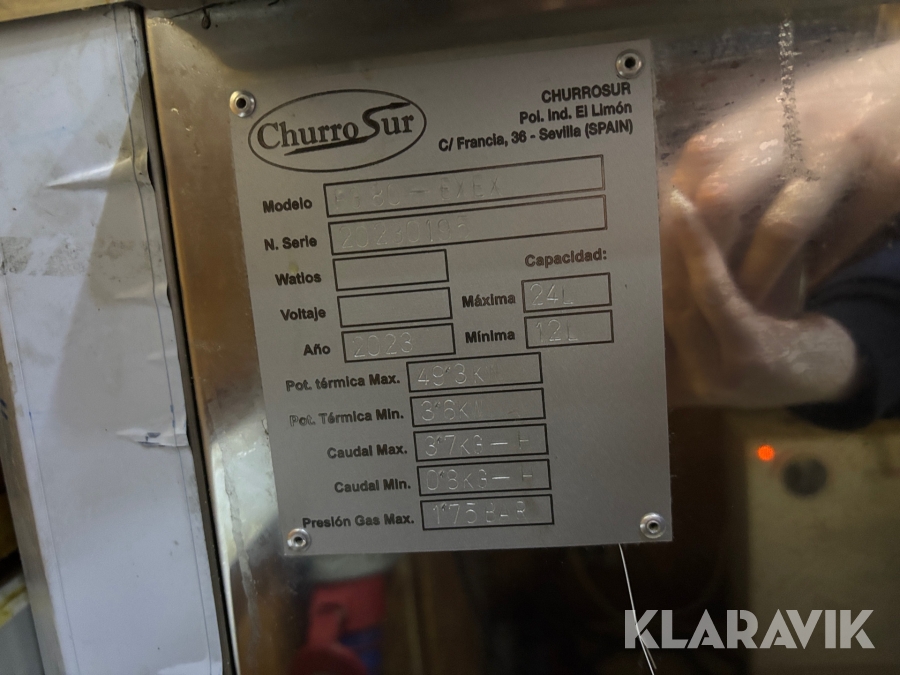 ChurroSur
CHURROSUR
Pol. Ind. El Limón
C/ Francia, 36 - Sevilla (SPAIN)
Modelo
N. Serie
Watios
Voltaje
Año 2023
Capacidad:
Máxima 24L
Mínima 12L
Pot. térmica Max.
Pot. Térmica Min.
Caudal Max.
Caudal Min.
Presión Gas Max.
KLARAVIK